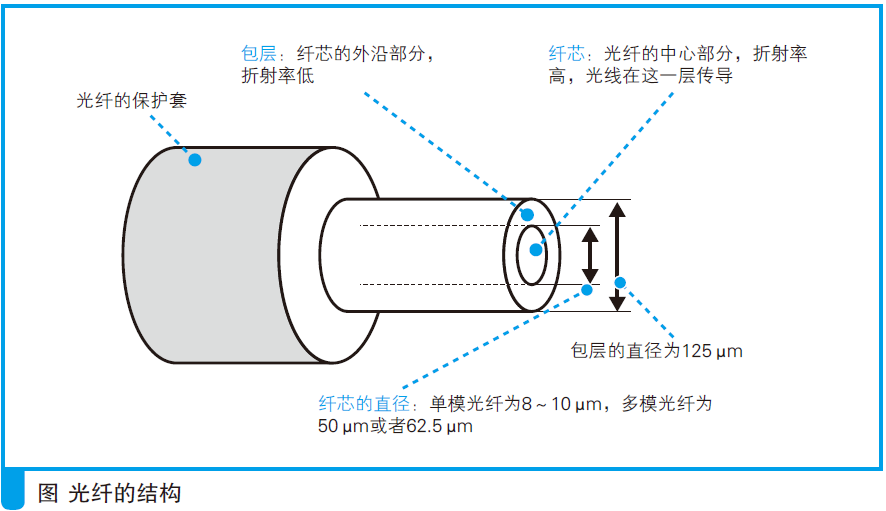 包层：纤芯的外沿部分，
折射率低
纤芯：光纤的中心部分，折射率
高，光线在这一层传导
光纤的保护套
包层的直径为125 μm
纤芯的直径：单模光纤为8～10 μm，多模光纤为
50 μm或者62.5 μm
图 光纤的结构